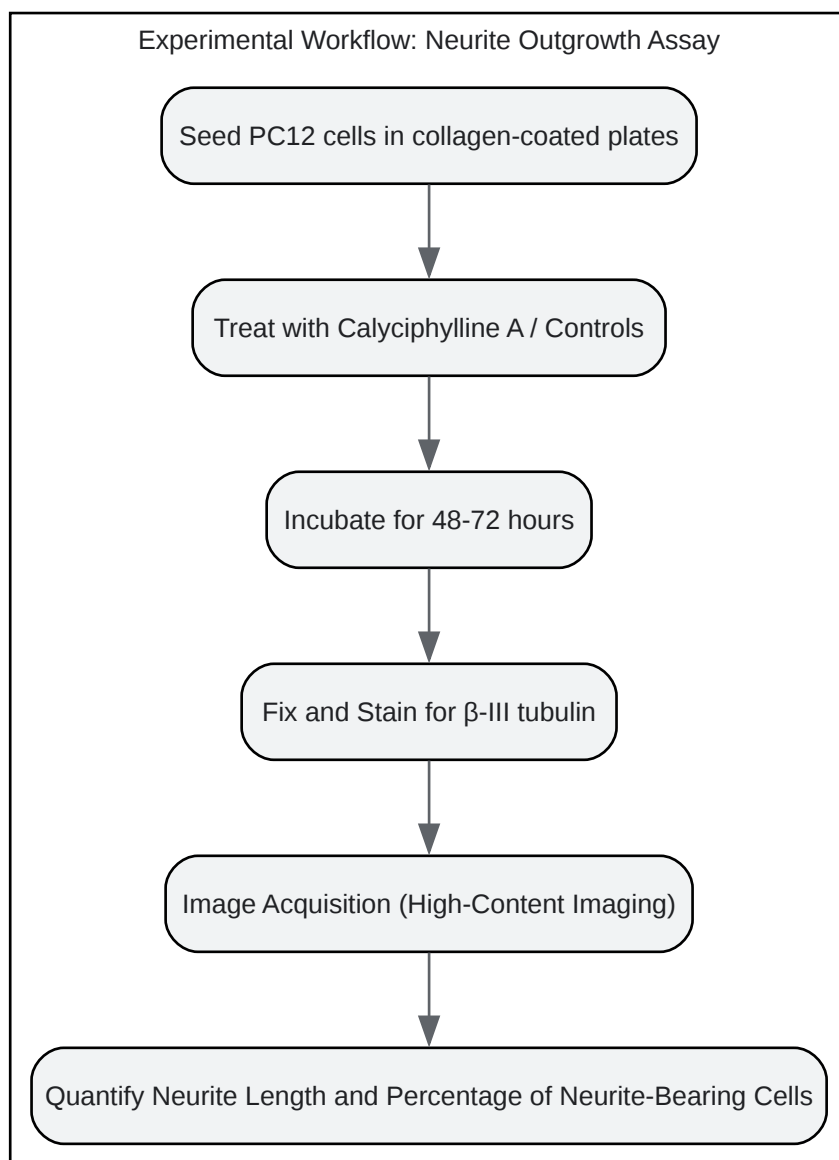 Experimental Workflow: Neurite Outgrowth Assay
Seed PC12 cells in collagen-coated plates
Treat with Calyciphylline A / Controls
Incubate for 48-72 hours
Fix and Stain for β-III tubulin
Image Acquisition (High-Content Imaging)
Quantify Neurite Length and Percentage of Neurite-Bearing Cells